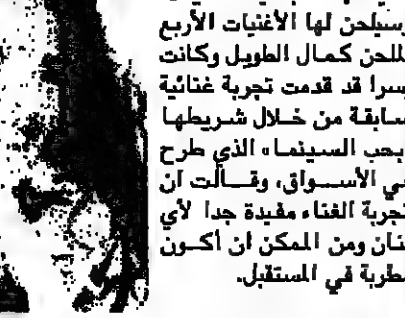 وسيلحن لها الأغنيات الأربع
الملحن كمال الطويل وكانت
يسرا قد قدمت تجربة غنائية
سابقة من خلال شريطها
«بحب السينما» الذي طرح
في الأسواق، وقالت ان
تجربة الغناء مفيدة جدا لأي
فنان ومن الممكن ان أكون
مطربة في المستقبل.